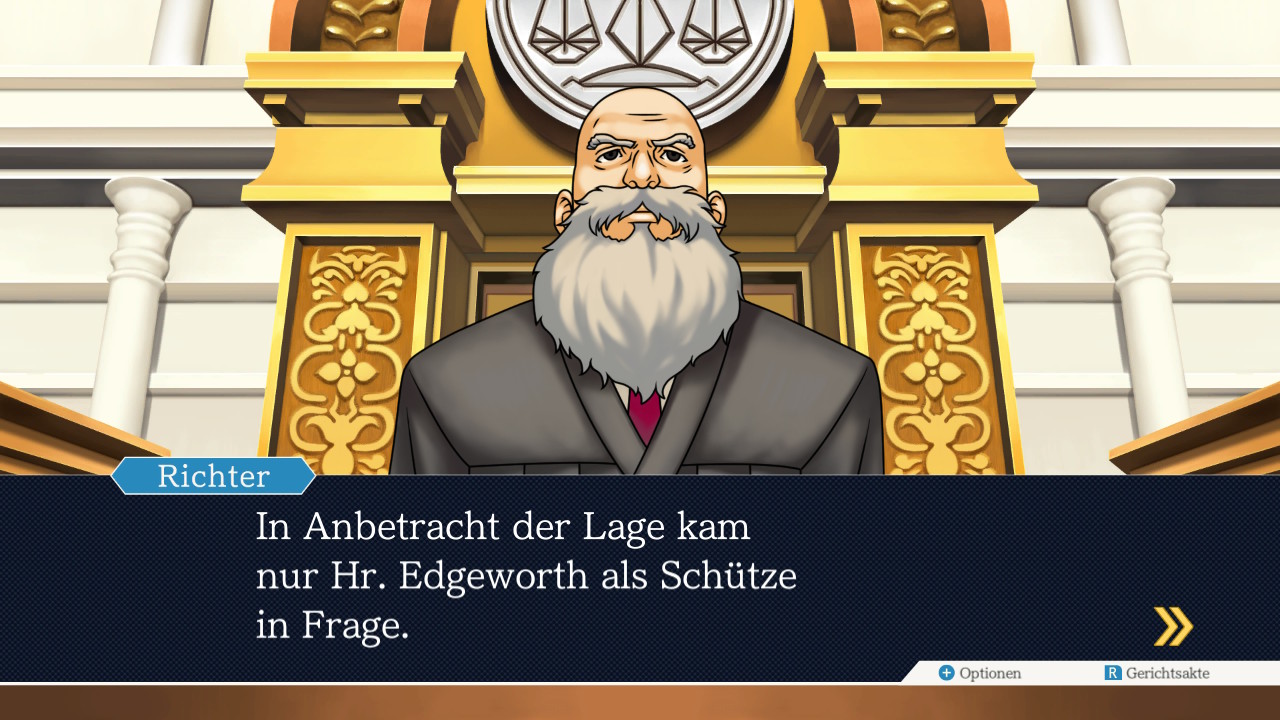 Richter
In Anbetracht der Lage kam
nur Hr. Edgeworth als Schütze
in Frage.
Optionen
R Gerichtsakte